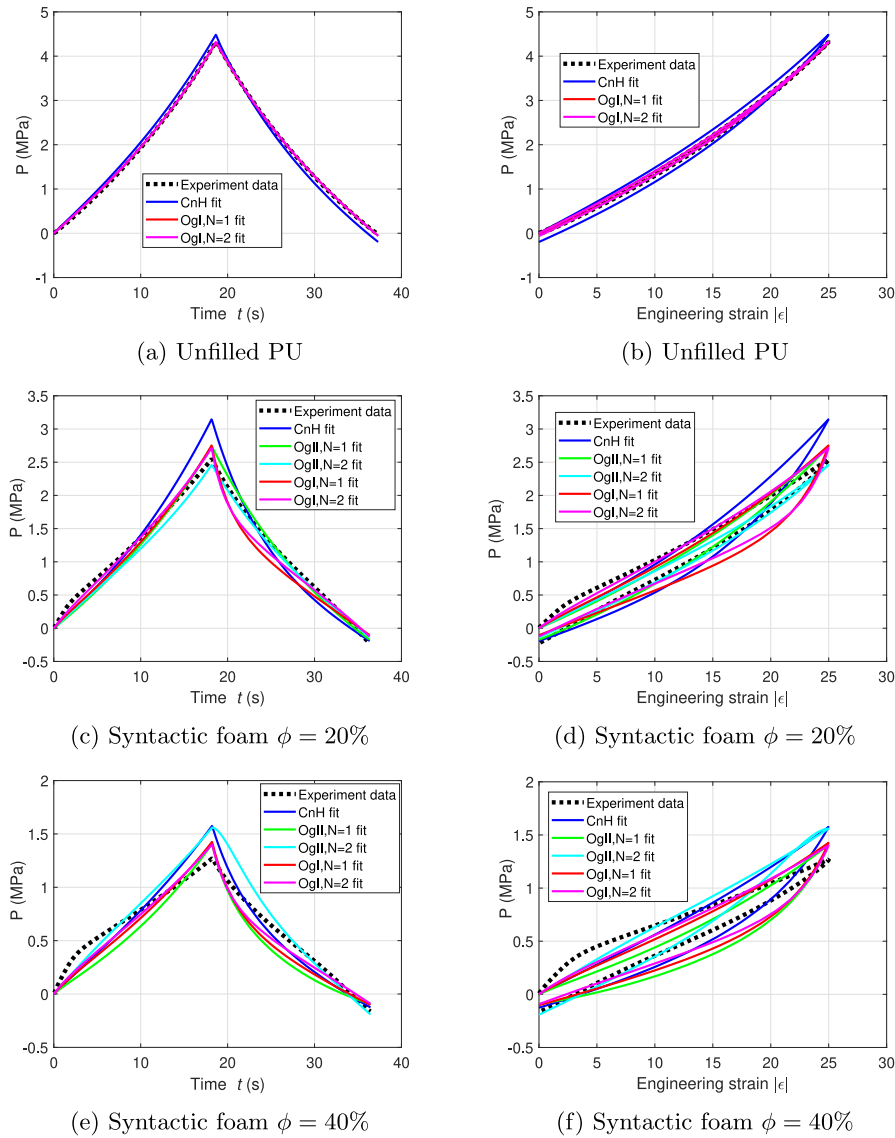 5
4
3
2
1
0
-1
P (MPa)
Experiment data
CnH fit
OgI,N=1 fit
OgI,N=2 fit
0 10 20 30 40
Time t (s)
(a) Unfilled PU
5
4
3
2
1
0
-1
P (MPa)
Experiment data
CnH fit
OgI,N=1 fit
OgI,N=2 fit
0 5 10 15 20 25 30
Engineering strain |ϵ|
(b) Unfilled PU
3.5
3
2.5
2
1.5
1
0.5
0
-0.5
P (MPa)
Experiment data
CnH fit
OgII,N=1 fit
OgII,N=2 fit
OgI,N=1 fit
OgI,N=2 fit
0 10 20 30 40
Time t (s)
(c) Syntactic foam ϕ = 20%
3.5
3
2.5
2
1.5
1
0.5
0
-0.5
P (MPa)
Experiment data
CnH fit
OgII,N=1 fit
OgII,N=2 fit
OgI,N=1 fit
OgI,N=2 fit
0 5 10 15 20 25 30
Engineering strain |ϵ|
(d) Syntactic foam ϕ = 20%
2
1.5
1
0.5
0
-0.5
P (MPa)
Experiment data
CnH fit
OgII,N=1 fit
OgII,N=2 fit
OgI,N=1 fit
OgI,N=2 fit
0 10 20 30 40
Time t (s)
(e) Syntactic foam ϕ = 40%
2
1.5
1
0.5
0
-0.5
P (MPa)
Experiment data
CnH fit
OgII,N=1 fit
OgII,N=2 fit
OgI,N=1 fit
OgI,N=2 fit
0 5 10 15 20 25 30
Engineering strain |ϵ|
(f) Syntactic foam ϕ = 40%